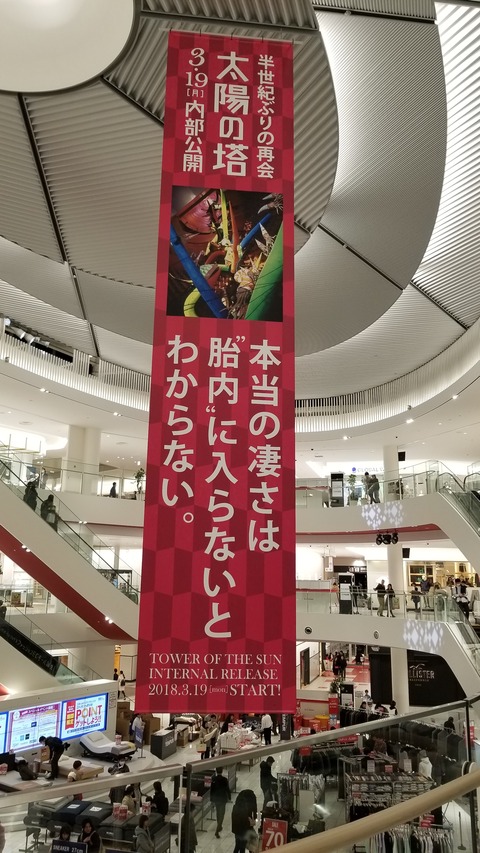 半世紀ぶりの再会
太陽の塔
3.19[月]内部公開
本当の凄さは
”胎内“に入らないと
わからない。
TOWER OF THE SUN
INTERNAL RELEASE
2018.3.19 [mon] START!
POINT
HOLLISTER
70